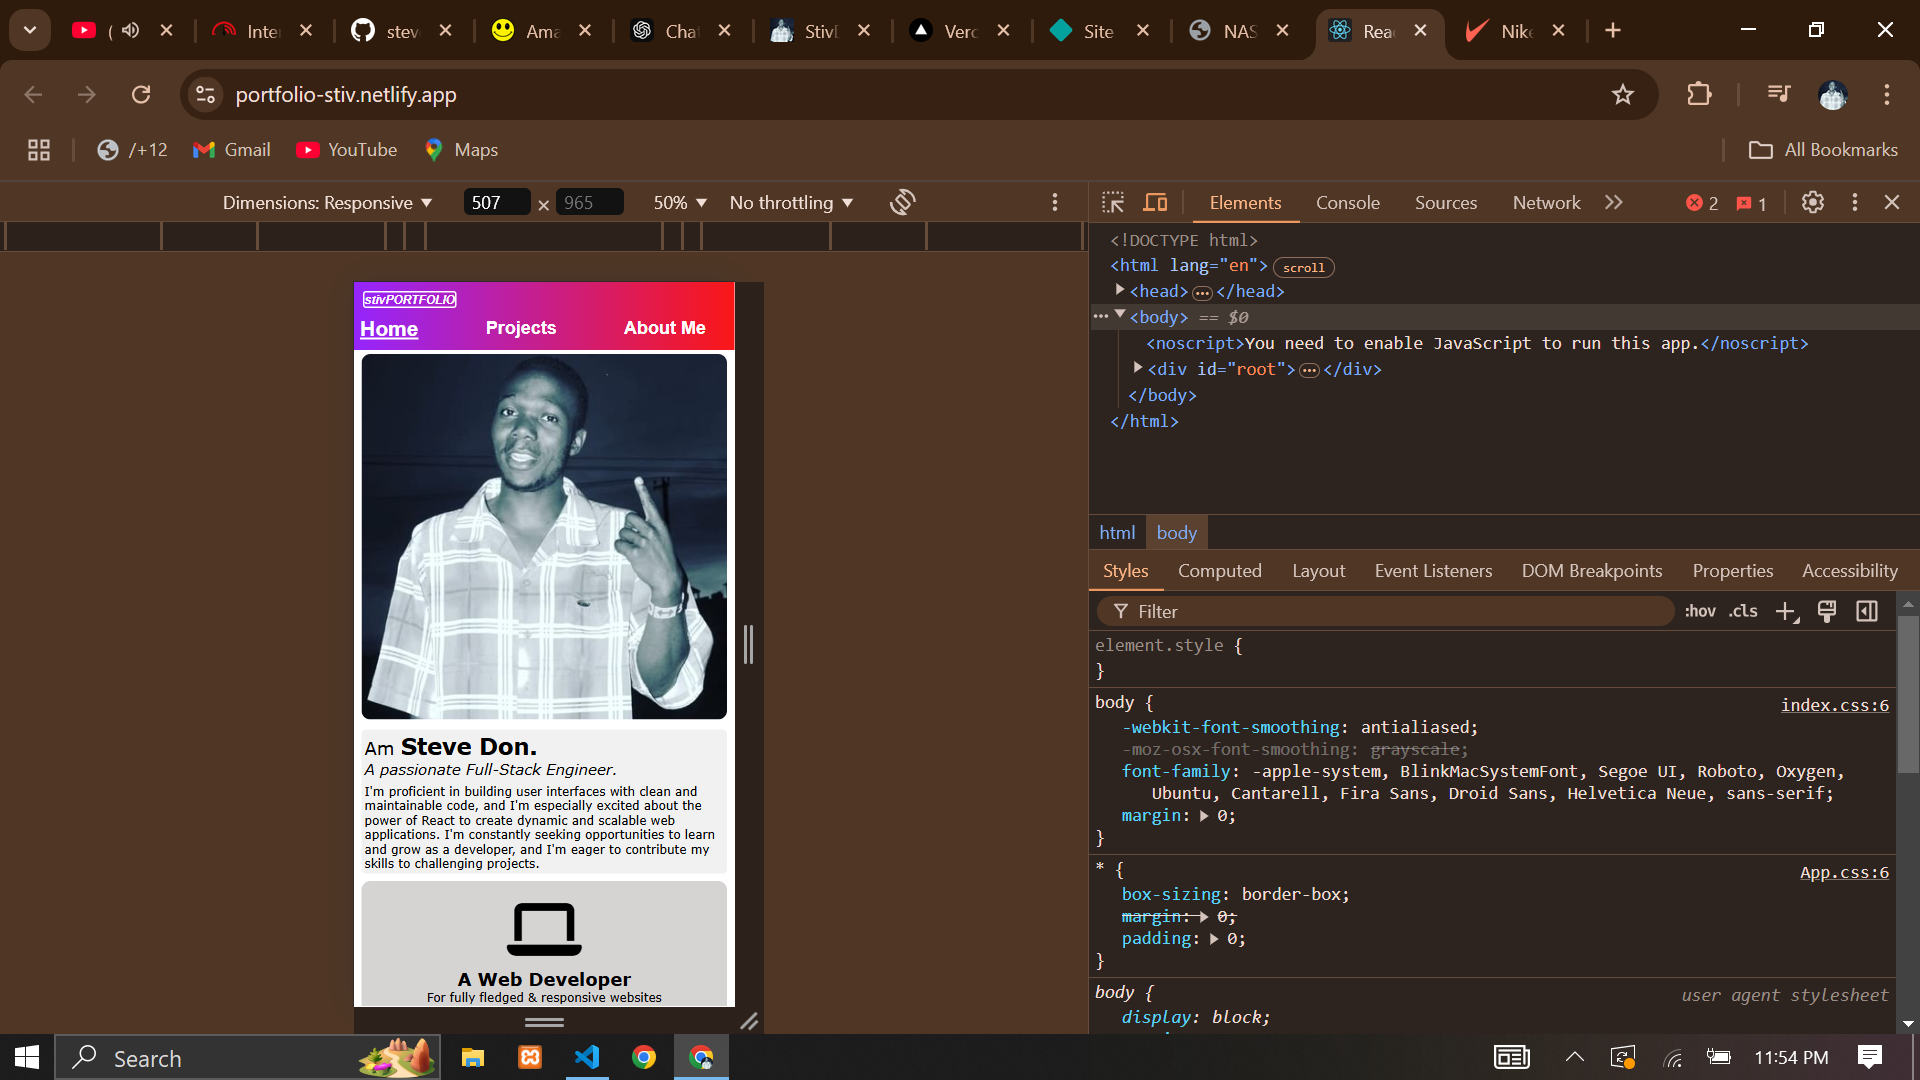 ( Inter steve Ama Chat StivD Verc Site NAS Reac Nike
portfolio-stiv.netlify.app
/+12 Gmail YouTube Maps All Bookmarks
Dimensions: Responsive 507 × 965 50% No throttling
Elements Console Sources Network 2 1
stivPORTFOLIO
Home Projects About Me
Am Steve Don.
A passionate Full-Stack Engineer.
I'm proficient in building user interfaces with clean and
maintainable code, and I'm especially excited about the
power of React to create dynamic and scalable web
applications. I'm constantly seeking opportunities to learn
and grow as a developer, and I'm eager to contribute my
skills to challenging projects.
A Web Developer
For fully fledged & responsive websites
<!DOCTYPE html>
<html lang="en"> scroll
<head> ••• </head>
••• <body> == $0
<noscript>You need to enable JavaScript to run this app.</noscript>
<div id="root"> ••• </div>
</body>
</html>
html body
Styles Computed Layout Event Listeners DOM Breakpoints Properties Accessibility
Filter :hov .cls
element.style {
}
body { index.css:6
-webkit-font-smoothing: antialiased;
-moz-osx-font-smoothing: grayscale;
font-family: -apple-system, BlinkMacSystemFont, Segoe UI, Roboto, Oxygen,
Ubuntu, Cantarell, Fira Sans, Droid Sans, Helvetica Neue, sans-serif;
margin: 0;
}
* { App.css:6
box-sizing: border-box;
margin: 0;
padding: 0;
}
body { user agent stylesheet
display: block;
Search 11:54 PM